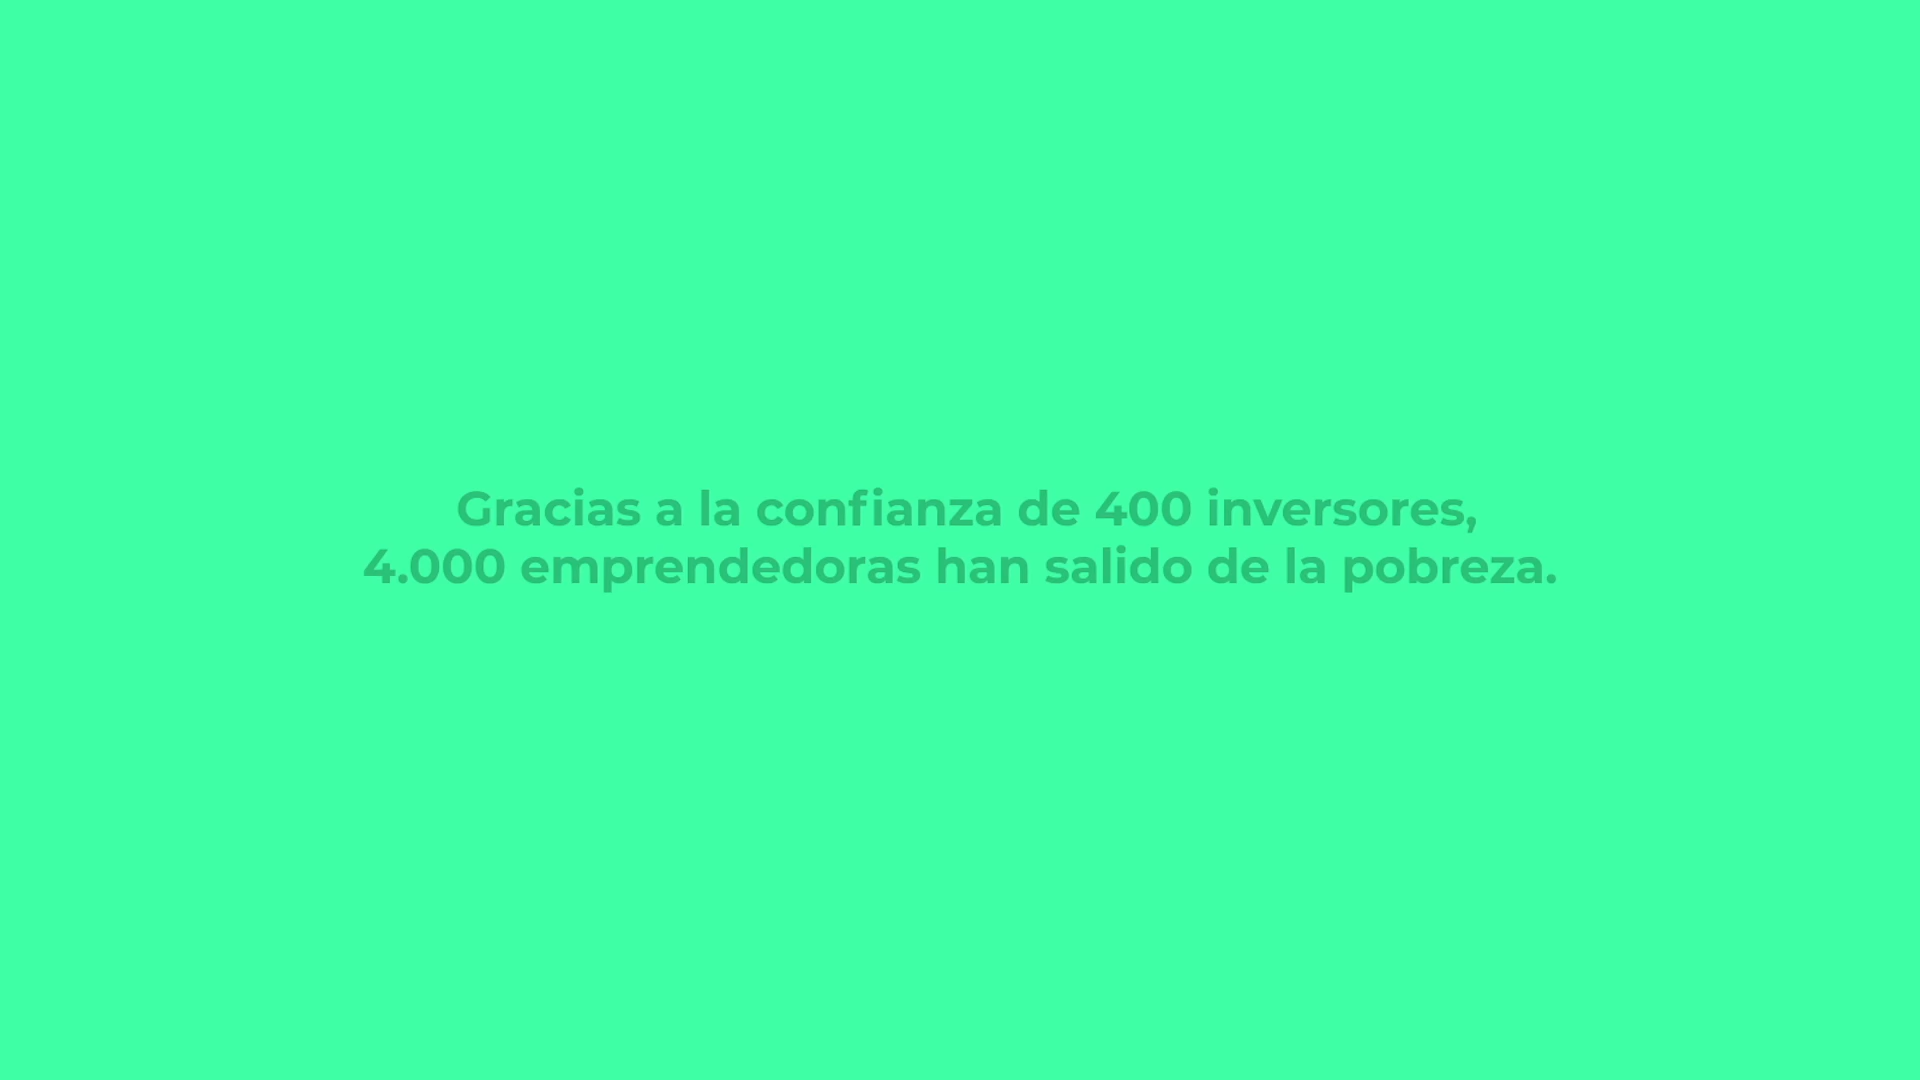 Gracias a la confianza de 400 inversores,
4.000 emprendedoras han salido de la pobreza.